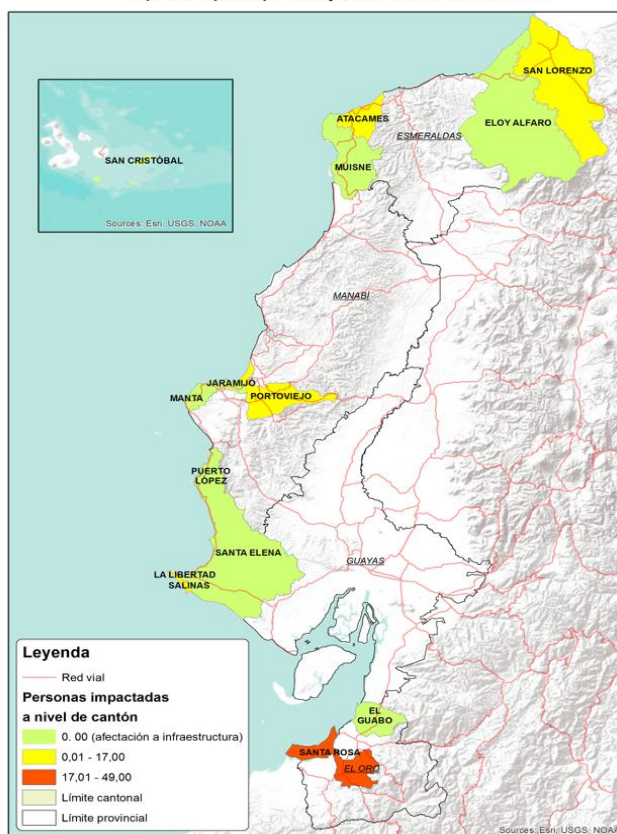 SAN LORENZO
ATACAMES
ESMERALDAS
ELOY ALFARO
MUISNE
SAN CRISTÓBAL
Sources: Esri, USGS, NOAA
MANABÍ
JARAMIJÓ
MANTA
PORTOVIEJO
PUERTO
LÓPEZ
SANTA ELENA
GUAYAS
LA LIBERTAD
SALINAS
EL
GUABO
SANTA ROSA
EL ORO
Leyenda
Red vial
Personas impactadas
a nivel de cantón
0. 00 (afectación a infraestructura)
0,01 - 17,00
17,01 - 49,00
Límite cantonal
Límite provincial
Sources: Esri, USGS, NOAA